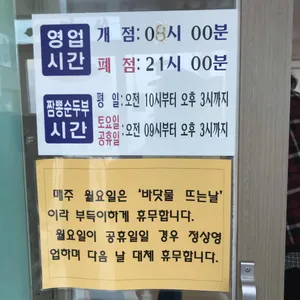 영업 시간
개 점: 08시 00분
폐 점: 21시 00분
짬뽕순두부 시간
평 일: 오전 10시부터 오후 3시까지
토요일 공휴일: 오전 09시부터 오후 3시까지
매주 월요일은 '바닷물 뜨는날'
이라 부득이하게 휴무합니다.
월요일이 공휴일일 경우 정상영
업하며 다음 날 대체 휴무합니다.